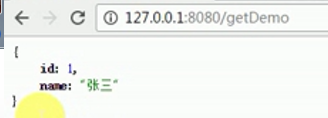 127.0.0.1:8080/getDemo
{
id: 1,
name: "张三"
}